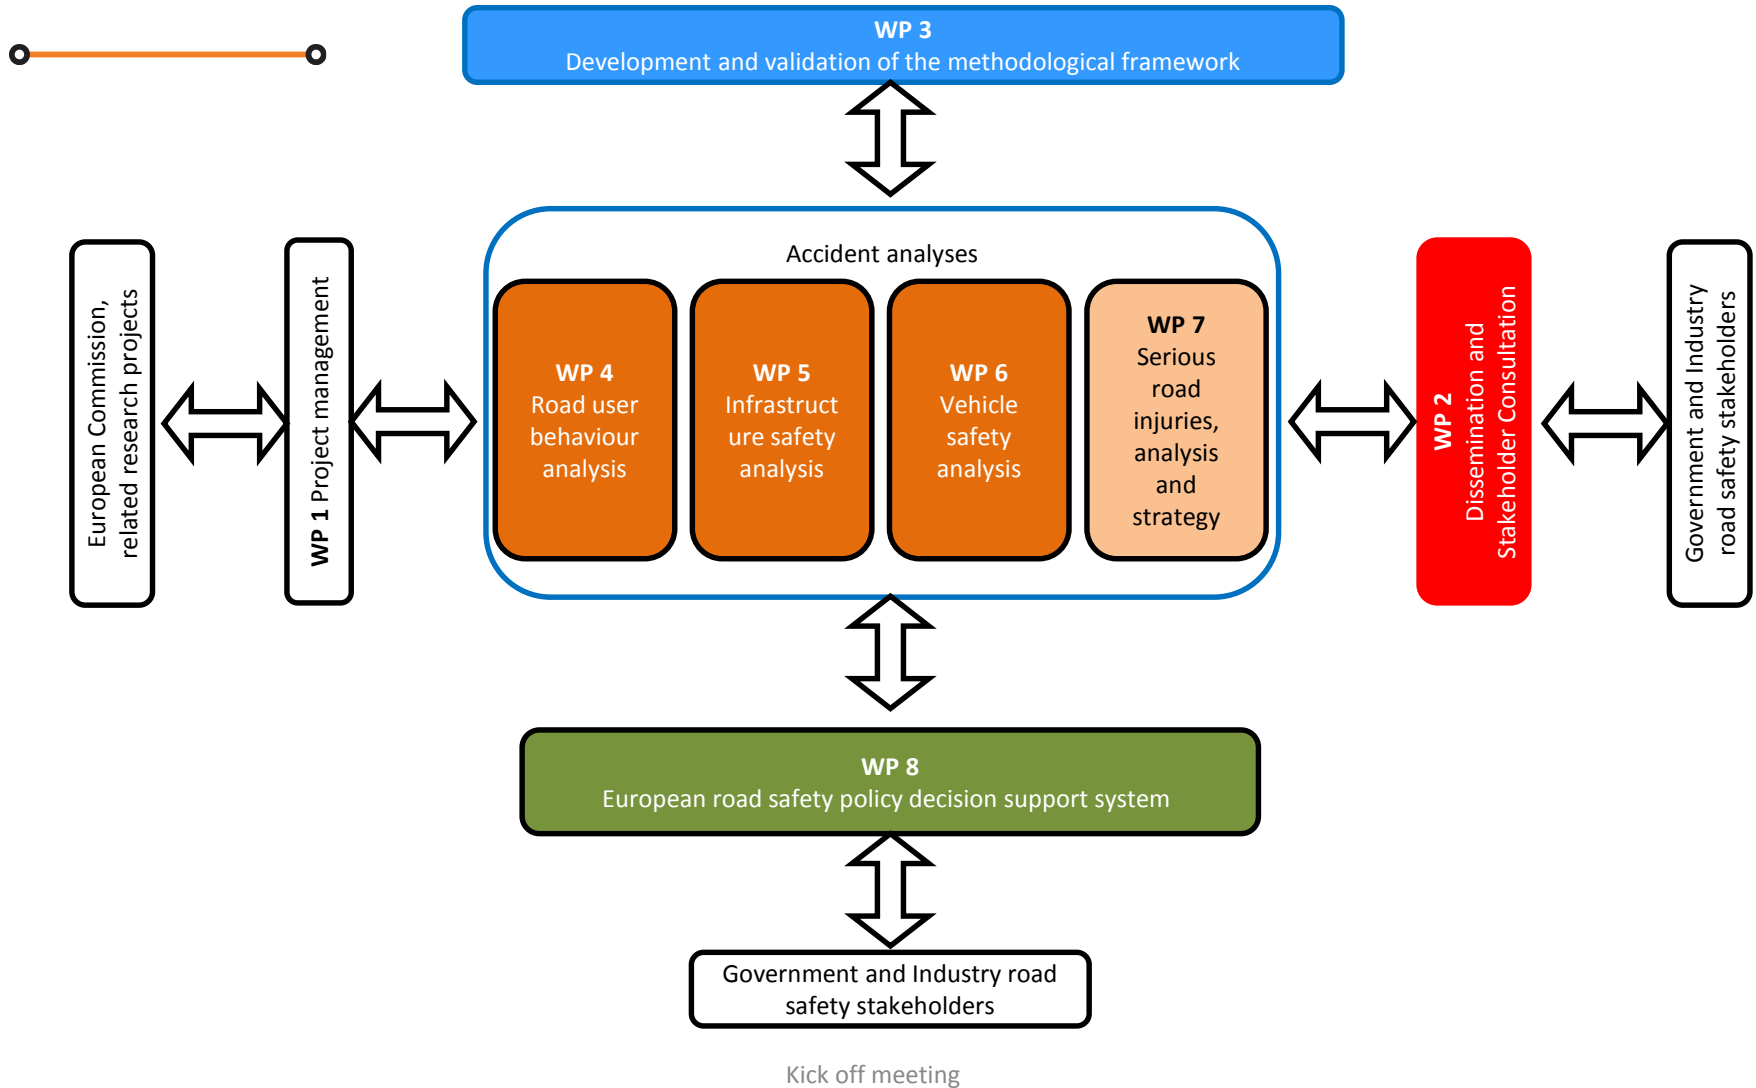 WP 3
Development and validation of the methodological framework
European Commission,
related research projects
WP 1 Project management
Accident analyses
WP 4
Road user
behaviour
analysis
WP 5
Infrastruct
ure safety
analysis
WP 6
Vehicle
safety
analysis
WP 7
Serious
road
injuries,
analysis
and
strategy
WP 2
Dissemination and
Stakeholder Consultation
Government and Industry
road safety stakeholders
WP 8
European road safety policy decision support system
Government and Industry road
safety stakeholders
Kick off meeting